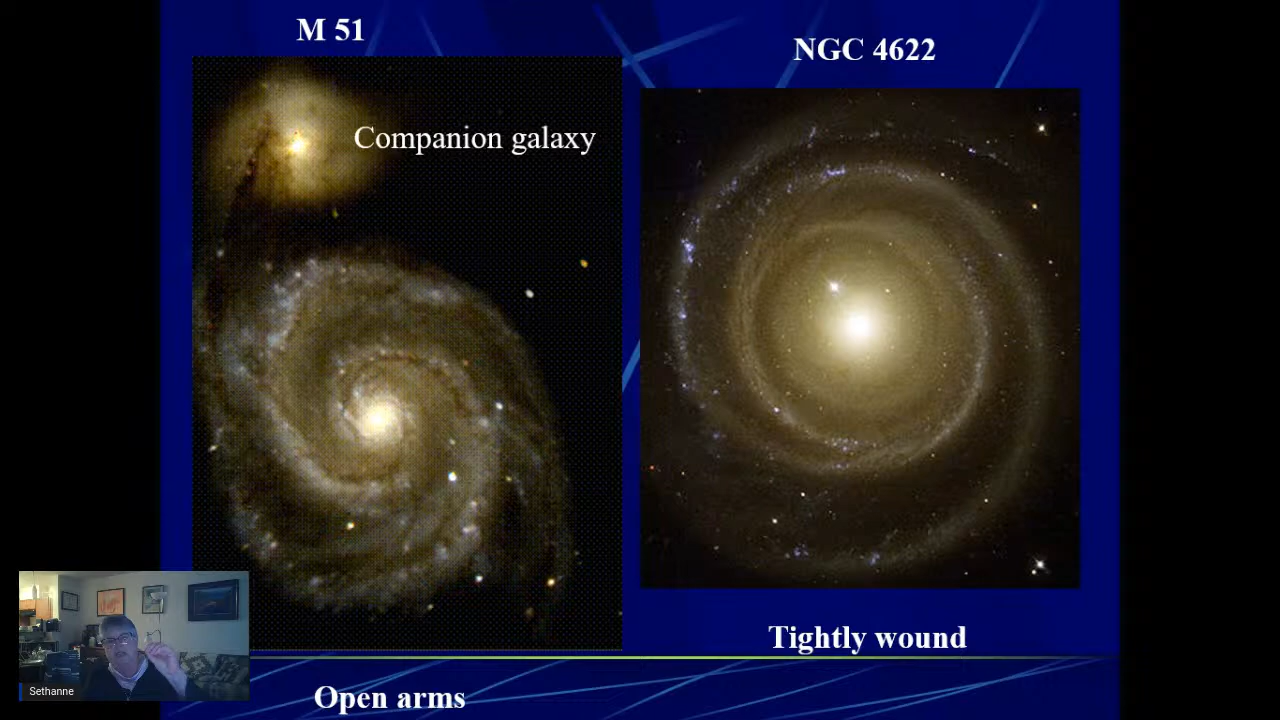 M 51
NGC 4622
Companion galaxy
Tightly wound
Sethanne
Open arms